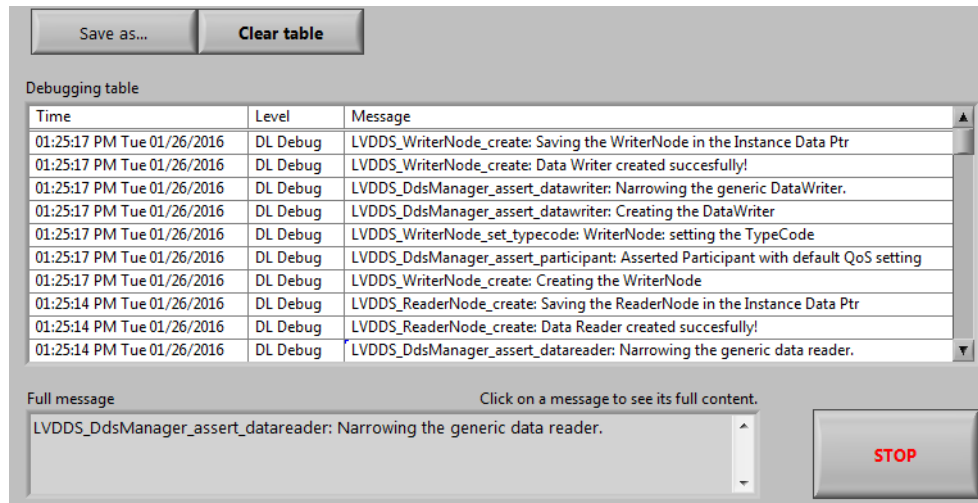 Save as... Clear table
Debugging table
Time Level Message
01:25:17 PM Tue 01/26/2016 DL Debug LVDDS_WriterNode_create: Saving the WriterNode in the Instance Data Ptr
01:25:17 PM Tue 01/26/2016 DL Debug LVDDS_WriterNode_create: Data Writer created succesfully!
01:25:17 PM Tue 01/26/2016 DL Debug LVDDS_DdsManager_assert_datawriter: Narrowing the generic DataWriter.
01:25:17 PM Tue 01/26/2016 DL Debug LVDDS_DdsManager_assert_datawriter: Creating the DataWriter
01:25:17 PM Tue 01/26/2016 DL Debug LVDDS_WriterNode_set_typecode: WriterNode: setting the TypeCode
01:25:17 PM Tue 01/26/2016 DL Debug LVDDS_DdsManager_assert_participant: Asserted Participant with default QoS setting
01:25:17 PM Tue 01/26/2016 DL Debug LVDDS_WriterNode_create: Creating the WriterNode
01:25:14 PM Tue 01/26/2016 DL Debug LVDDS_ReaderNode_create: Saving the ReaderNode in the Instance Data Ptr
01:25:14 PM Tue 01/26/2016 DL Debug LVDDS_ReaderNode_create: Data Reader created succesfully!
01:25:14 PM Tue 01/26/2016 DL Debug LVDDS_DdsManager_assert_datareader: Narrowing the generic data reader.
Full message Click on a message to see its full content.
LVDDS_DdsManager_assert_datareader: Narrowing the generic data reader.
STOP